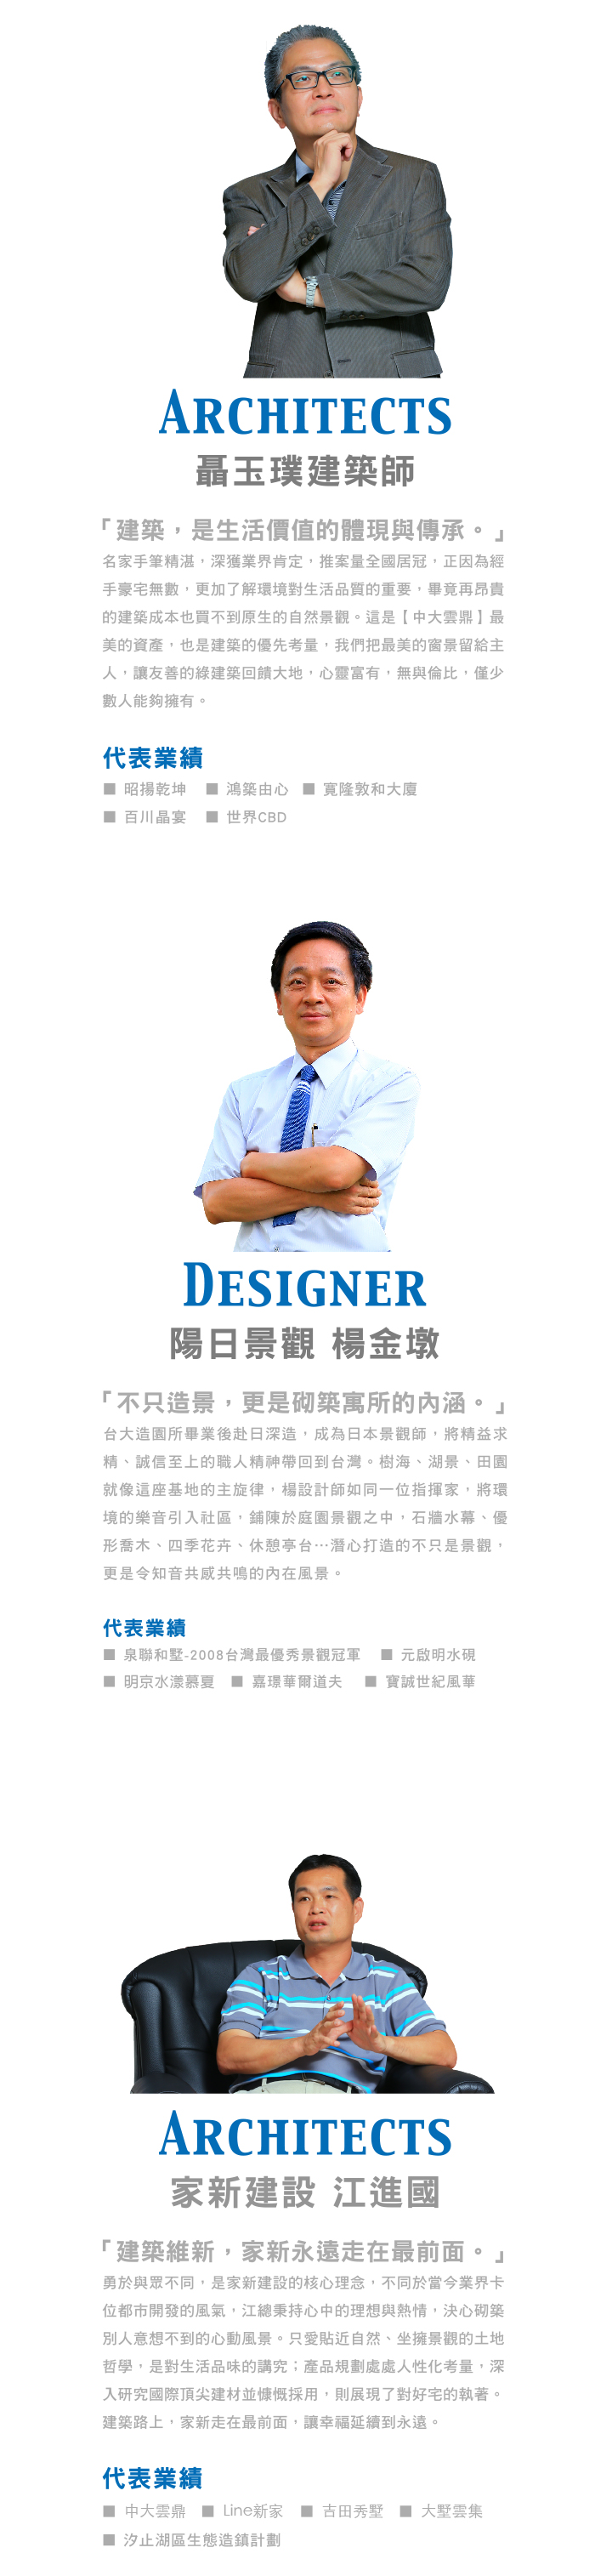 ARCHITECTS
聶玉璞建築師
「建築，是生活價值的體現與傳承。」
名家手筆精湛，深獲業界肯定，推案量全國居冠，正因為經
手豪宅無數，更加了解環境對生活品質的重要，畢竟再昂貴
的建築成本也買不到原生的自然景觀。這是【中大雲鼎】最
美的資產，也是建築的優先考量，我們把最美的窗景留給主
人，讓友善的綠建築回饋大地，心靈富有，無與倫比，僅少
數人能夠擁有。
代表業績
■ 昭揚乾坤 ■ 鴻築由心 ■ 寬隆敦和大廈
■ 百川晶宴 ■ 世界CBD
DESIGNER
陽日景觀 楊金墩
「不只造景，更是砌築寓所的內涵。」
台大造園所畢業後赴日深造，成為日本景觀師，將精益求
精、誠信至上的職人精神帶回到台灣。樹海、湖景、田園
就像這座基地的主旋律，楊設計師如同一位指揮家，將環
境的樂音引入社區，鋪陳於庭園景觀之中，石牆水幕、優
形喬木、四季花卉、休憩亭台…潛心打造的不只是景觀，
更是令知音共感共鳴的內在風景。
代表業績
■ 泉聯和墅-2008台灣最優秀景觀冠軍 ■ 元啟明水硯
■ 明京水漾慕夏 ■ 嘉璟華爾道夫 ■ 寶誠世紀風華
ARCHITECTS
家新建設 江進國
「建築維新，家新永遠走在最前面。」
勇於與眾不同，是家新建設的核心理念，不同於當今業界卡
位都市開發的風氣，江總秉持心中的理想與熱情，決心砌築
別人意想不到的心動風景。只愛貼近自然、坐擁景觀的土地
哲學，是對生活品味的講究；產品規劃處處人性化考量，深
入研究國際頂尖建材並慷慨採用，則展現了對好宅的執著。
建築路上，家新走在最前面，讓幸福延續到永遠。
代表業績
■ 中大雲鼎 ■ Line新家 ■ 吉田秀墅 ■ 大墅雲集
■ 汐止湖區生態造鎮計劃